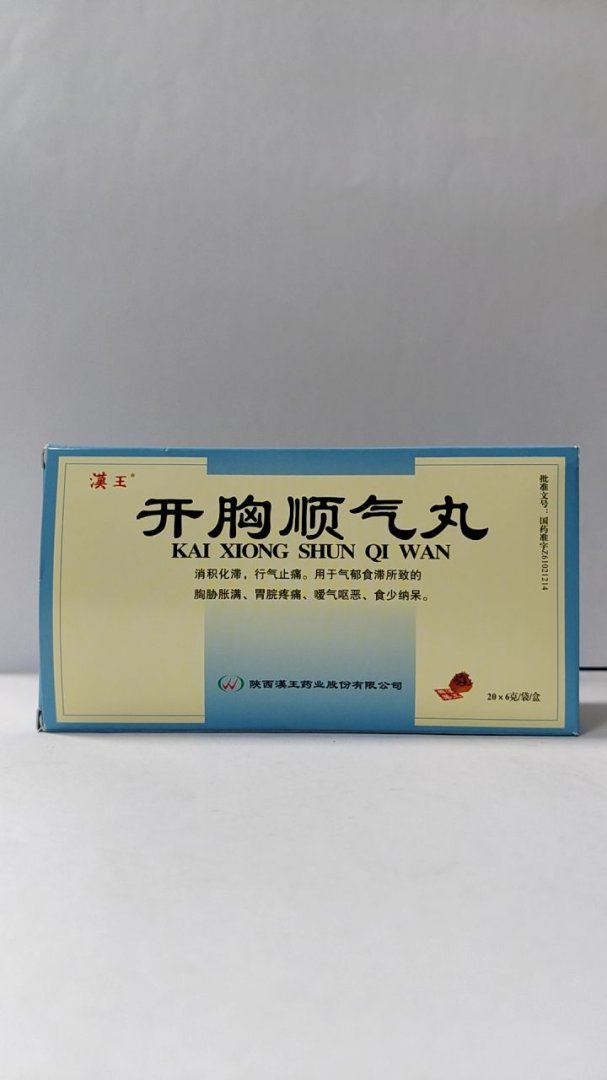 漢王®
开胸顺气丸
KAI XIONG SHUN QI WAN
消积化滞，行气止痛。用于气郁食滞所致的
胸胁胀满、胃脘疼痛、嗳气呕恶、食少纳呆。
陕西漢王药业股份有限公司
20×6克/袋/盒
批准文号：国药准字Z61021214